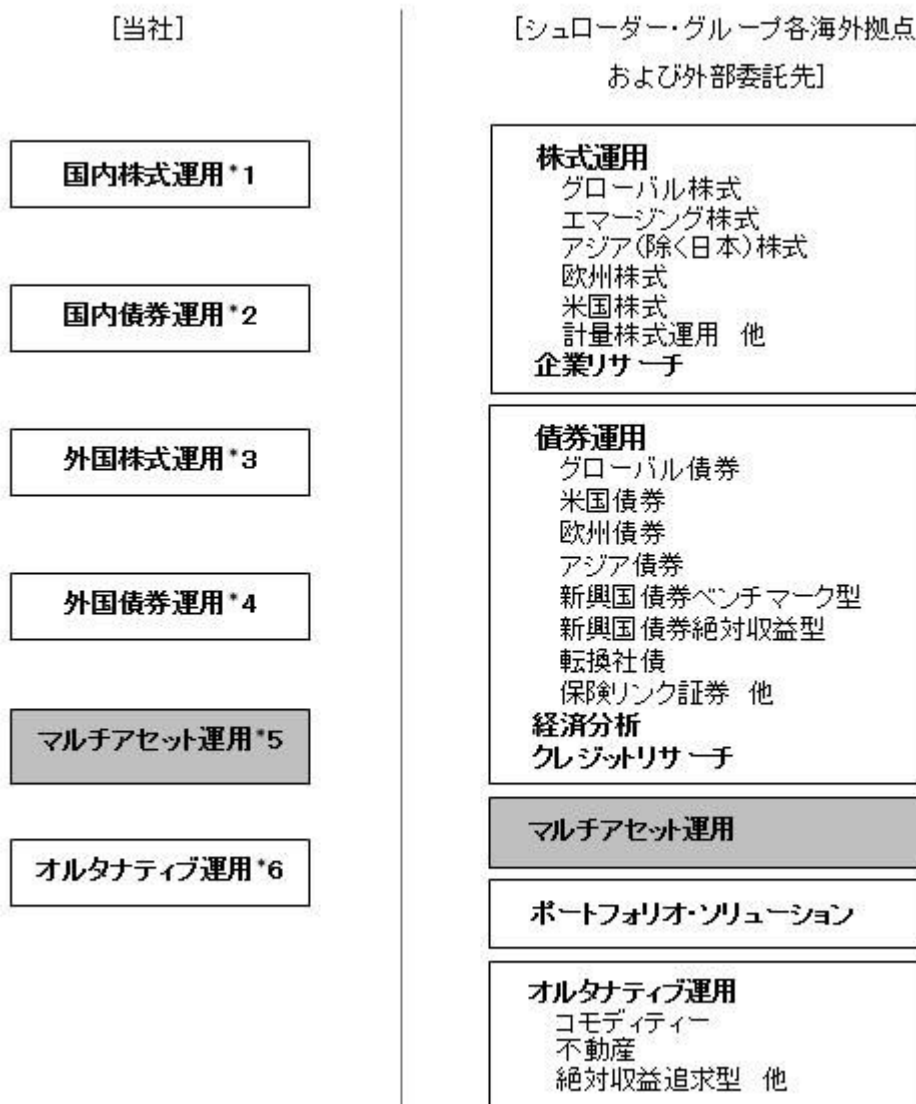 [当社]
国内株式運用*1
国内債券運用*2
外国株式運用*3
外国債券運用*4
マルチアセット運用*5
オルタナティブ運用*6
[シュローダー・グループ各海外拠点
および外部委託先]
株式運用
グローバル株式
エマージング株式
アジア(除く日本)株式
欧州株式
米国株式
計量株式運用 他
企業リサーチ
債券運用
グローバル債券
米国債券
欧州債券
アジア債券
新興国債券ベンチマーク型
新興国債券絶対収益型
転換社債
保険リンク証券 他
経済分析
クレジットリサーチ
マルチアセット運用
ポートフォリオ・ソリューション
オルタナティブ運用
コモディティー
不動産
絶対収益追求型 他